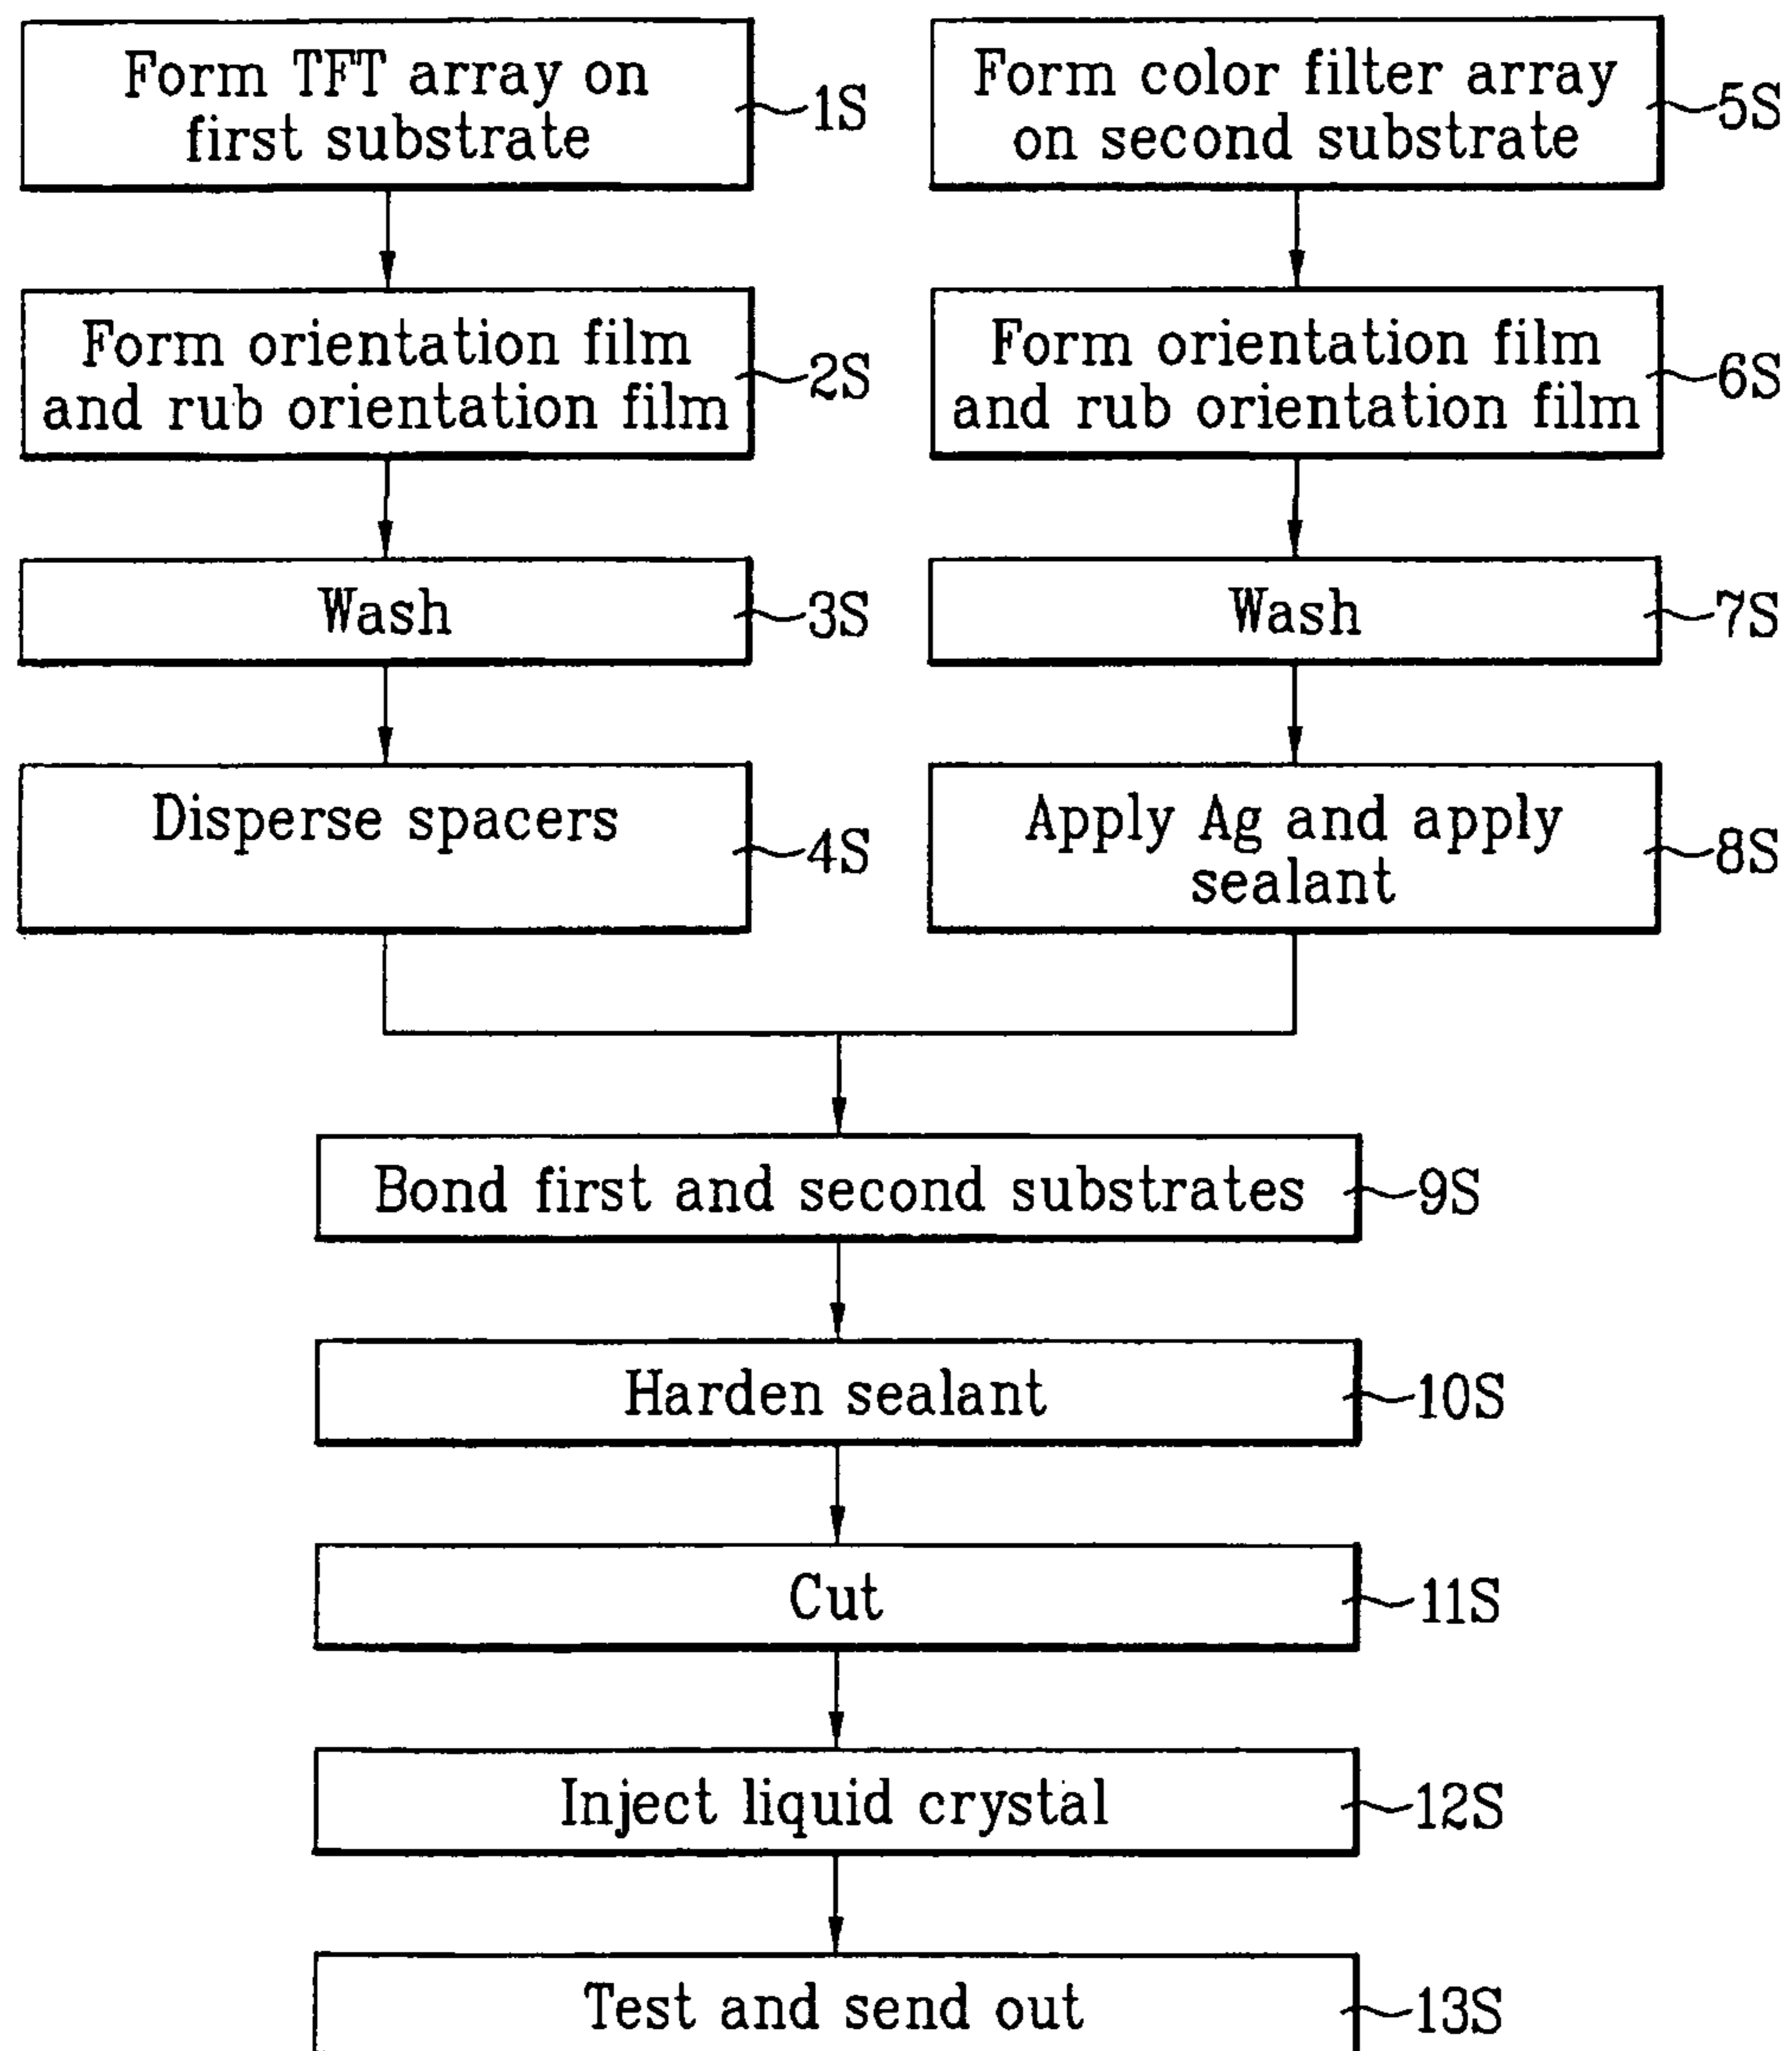 Form TFT array on
first substrate
1S
Form color filter array
on second substrate
5S
Form orientation film
and rub orientation film
2S
Form orientation film
and rub orientation film
6S
Wash
3S
Wash
7S
Disperse spacers
4S
Apply Ag and apply
sealant
8S
Bond first and second substrates
9S
Harden sealant
10S
Cut
11S
Inject liquid crystal
12S
Test and send out
13S